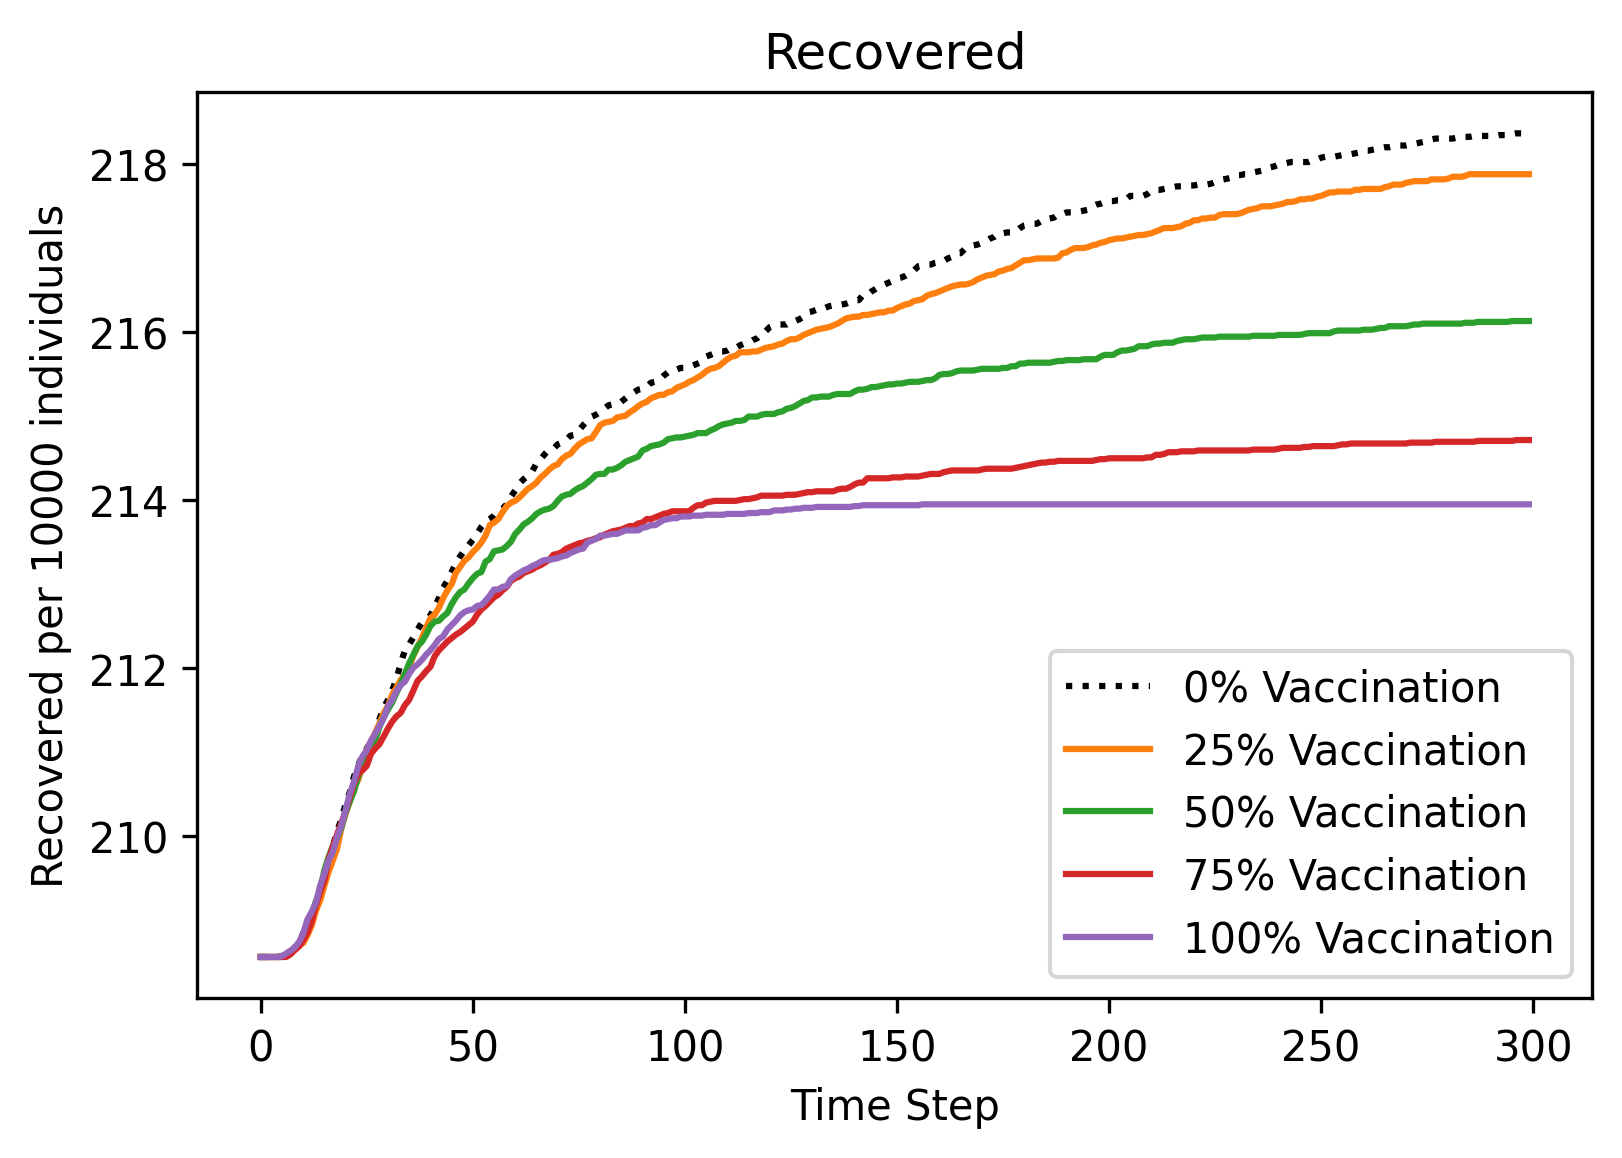 Recovered
Recovered per 10000 individuals
218
216
214
212
210
0% Vaccination
25% Vaccination
50% Vaccination
75% Vaccination
100% Vaccination
0 50 100 150 200 250 300
Time Step